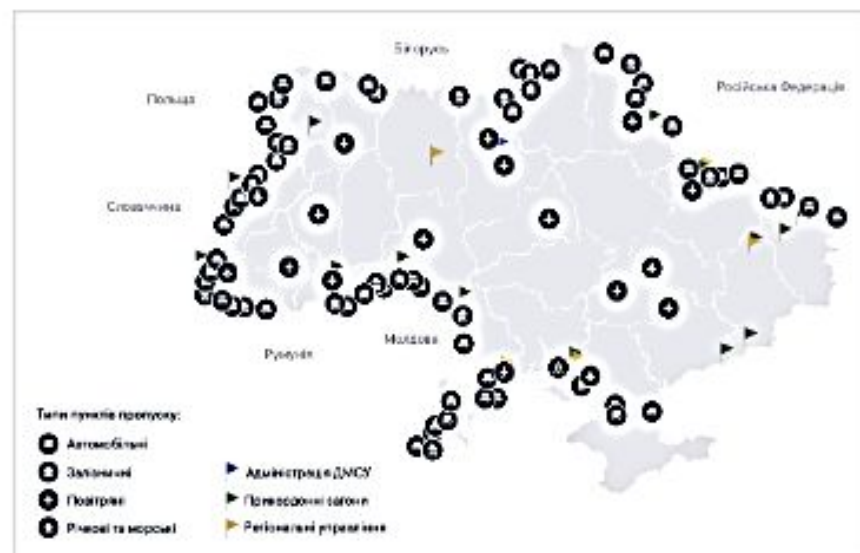 Білорусь
Польща
Російська Федерація
Словаччина
Румунія
Молдова
Типи пунктів пропуску:
Автомобільні
Залізничні
Повітряні
Річкові та морські
Адміністрація ДМСУ
Прикордонні загони
Регіональні управління